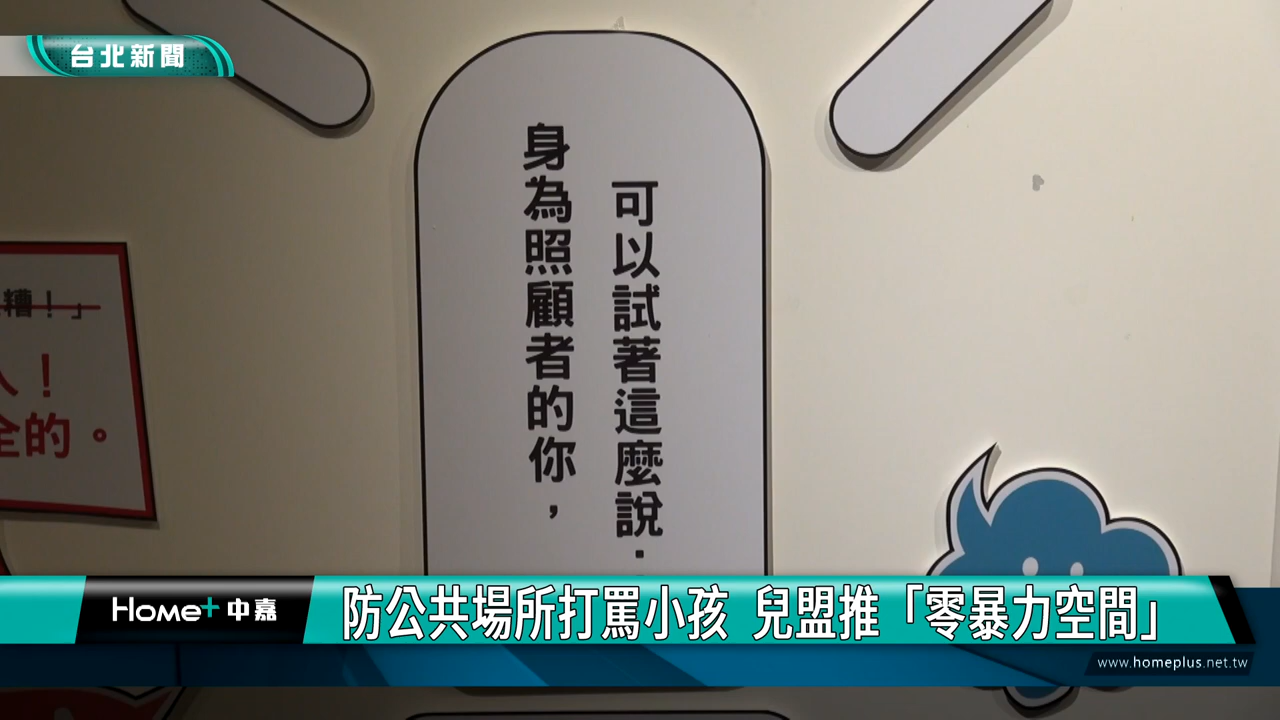 台北新聞
身為照顧者的你，
可以試著這麼說．
糟！」
人！
全的。
Home+中嘉
防公共場所打罵小孩 兒盟推「零暴力空間」
www.homeplus.net.tw